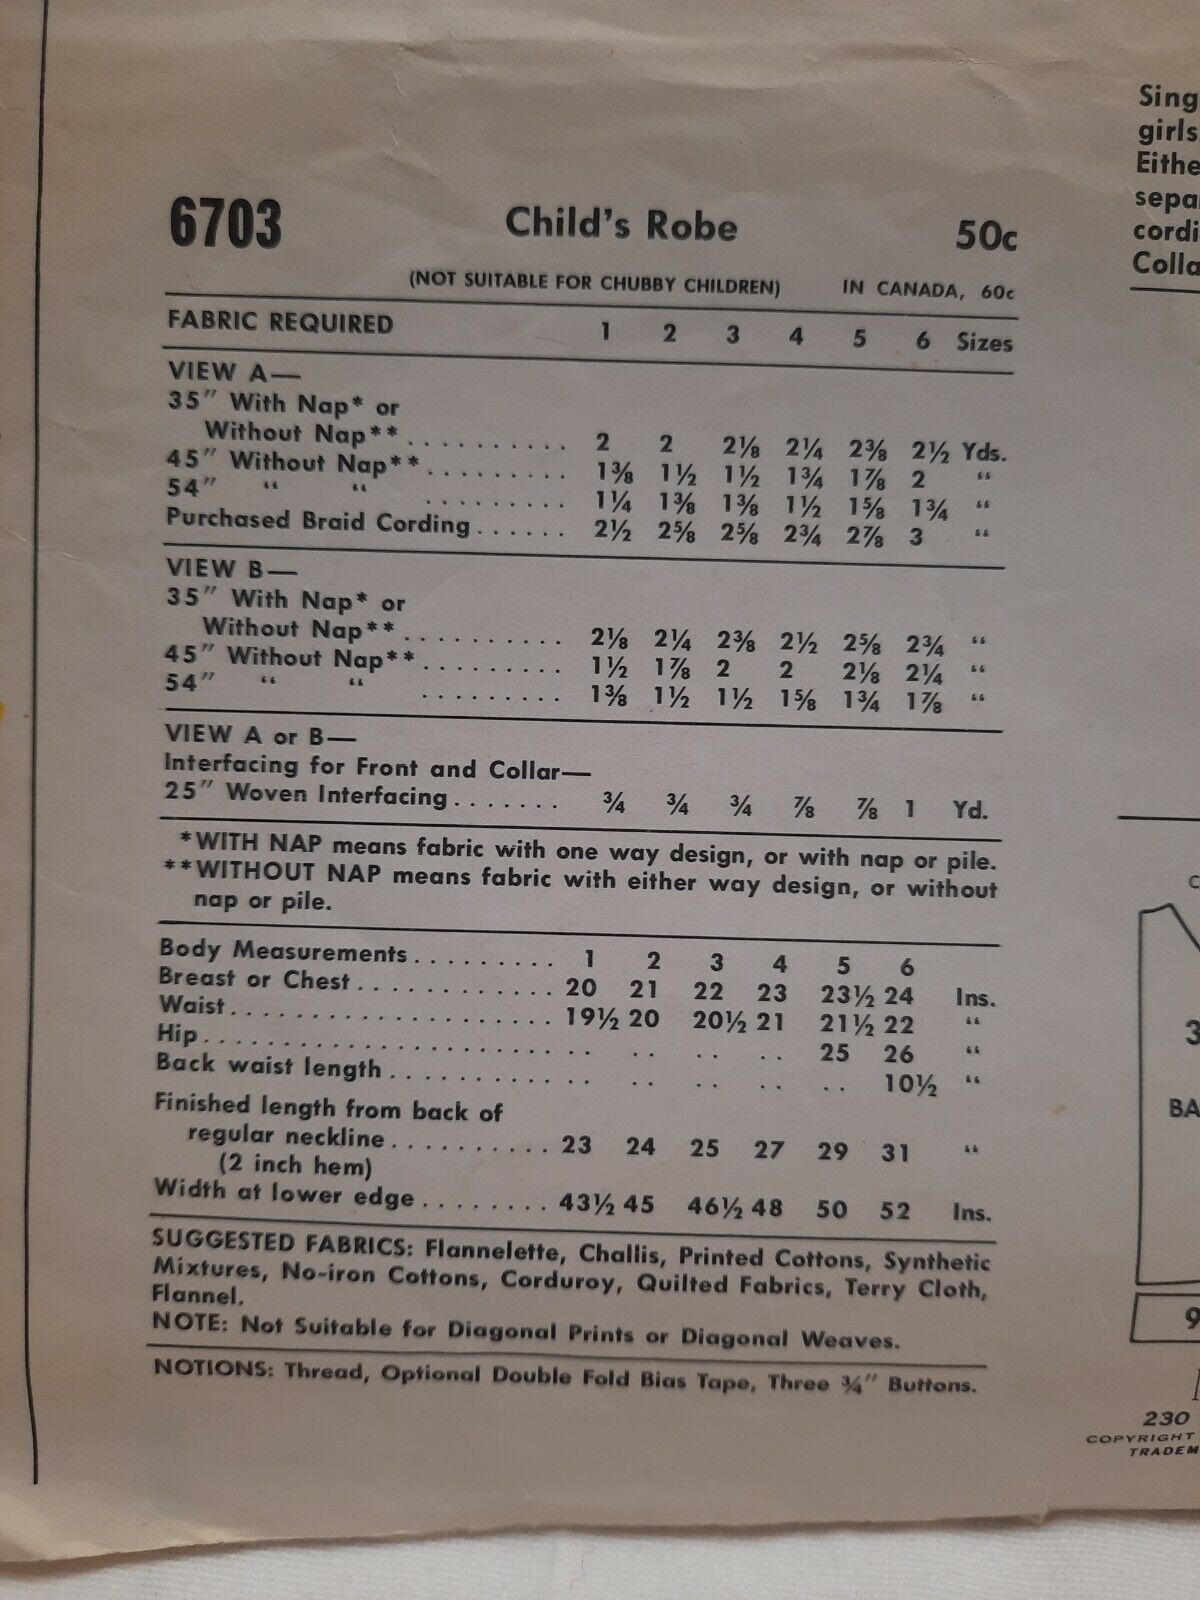 6703 Child's Robe 50c
(NOT SUITABLE FOR CHUBBY CHILDREN) IN CANADA, 60c
FABRIC REQUIRED 1 2 3 4 5 6 Sizes
VIEW A—
35" With Nap* or
Without Nap** .......... 2 2 2⅛ 2¼ 2⅜ 2½ Yds.
45" Without Nap** ......... 1⅜ 1½ 1½ 1¾ 1⅞ 2 “
54" “ “ ......... 1¼ 1⅜ 1⅜ 1½ 1⅝ 1¾ “
Purchased Braid Cording ...... 2½ 2⅝ 2⅝ 2¾ 2⅞ 3 “
VIEW B—
35" With Nap* or
Without Nap** .......... 2⅛ 2¼ 2⅜ 2½ 2⅝ 2¾ “
45" Without Nap** ......... 1½ 1⅞ 2 2 2⅛ 2¼ “
54" “ “ ......... 1⅜ 1½ 1½ 1⅝ 1¾ 1⅞ “
VIEW A or B—
Interfacing for Front and Collar—
25" Woven Interfacing ....... ¾ ¾ ¾ ⅞ ⅞ 1 Yd.
*WITH NAP means fabric with one way design, or with nap or pile.
**WITHOUT NAP means fabric with either way design, or without
nap or pile.
Body Measurements ......... 1 2 3 4 5 6
Breast or Chest ............ 20 21 22 23 23½ 24 Ins.
Waist ..................... 19½ 20 20½ 21 21½ 22 “
Hip ........................ .. .. .. 25 26 “
Back waist length ............ .. .. .. .. 10½ “
Finished length from back of
regular neckline .......... 23 24 25 27 29 31 “
(2 inch hem)
Width at lower edge ........ 43½ 45 46½ 48 50 52 Ins.
SUGGESTED FABRICS: Flannelette, Challis, Printed Cottons, Synthetic
Mixtures, No-iron Cottons, Corduroy, Quilted Fabrics, Terry Cloth,
Flannel.
NOTE: Not Suitable for Diagonal Prints or Diagonal Weaves.
NOTIONS: Thread, Optional Double Fold Bias Tape, Three ¾" Buttons.
Sing
girls
Eithe
sepa
cordi
Colla
C
3
BA
9
230
COPYRIGHT
TRADEM